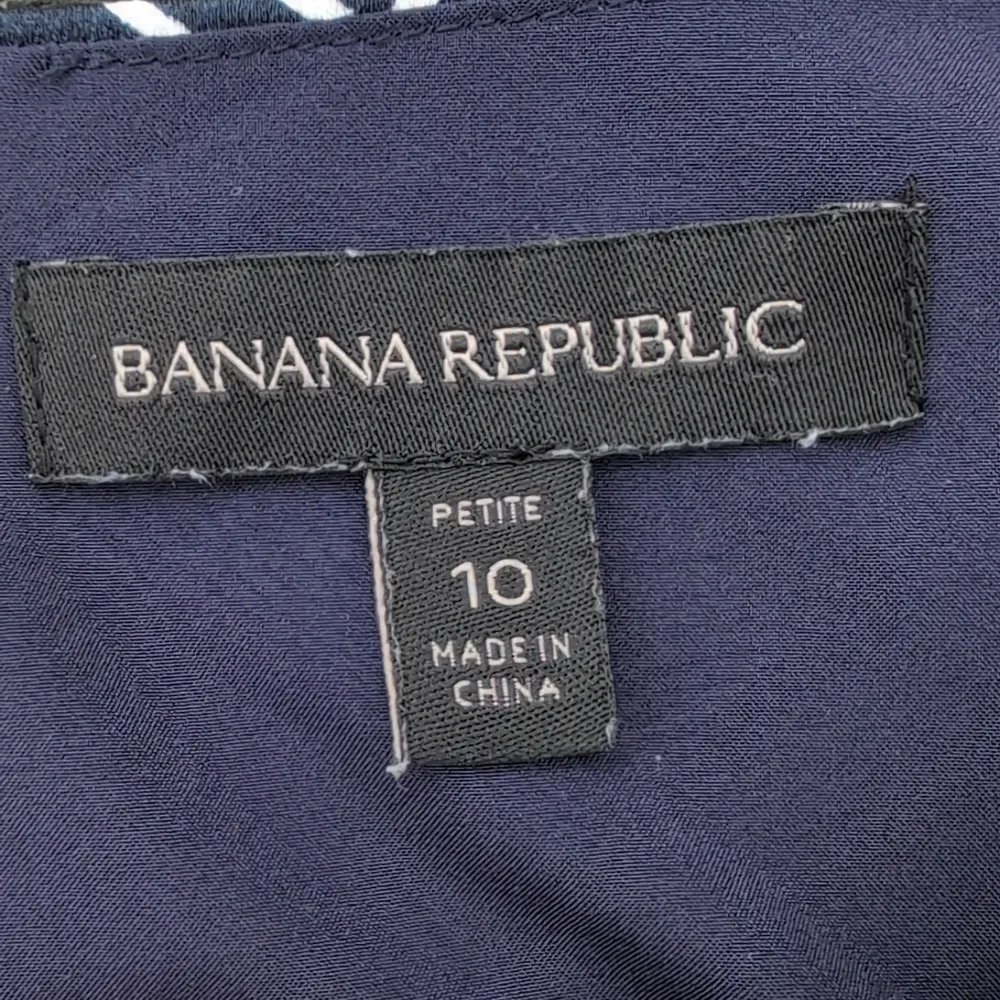 BANANA REPUBLIC
PETITE
10
MADE IN
CHINA